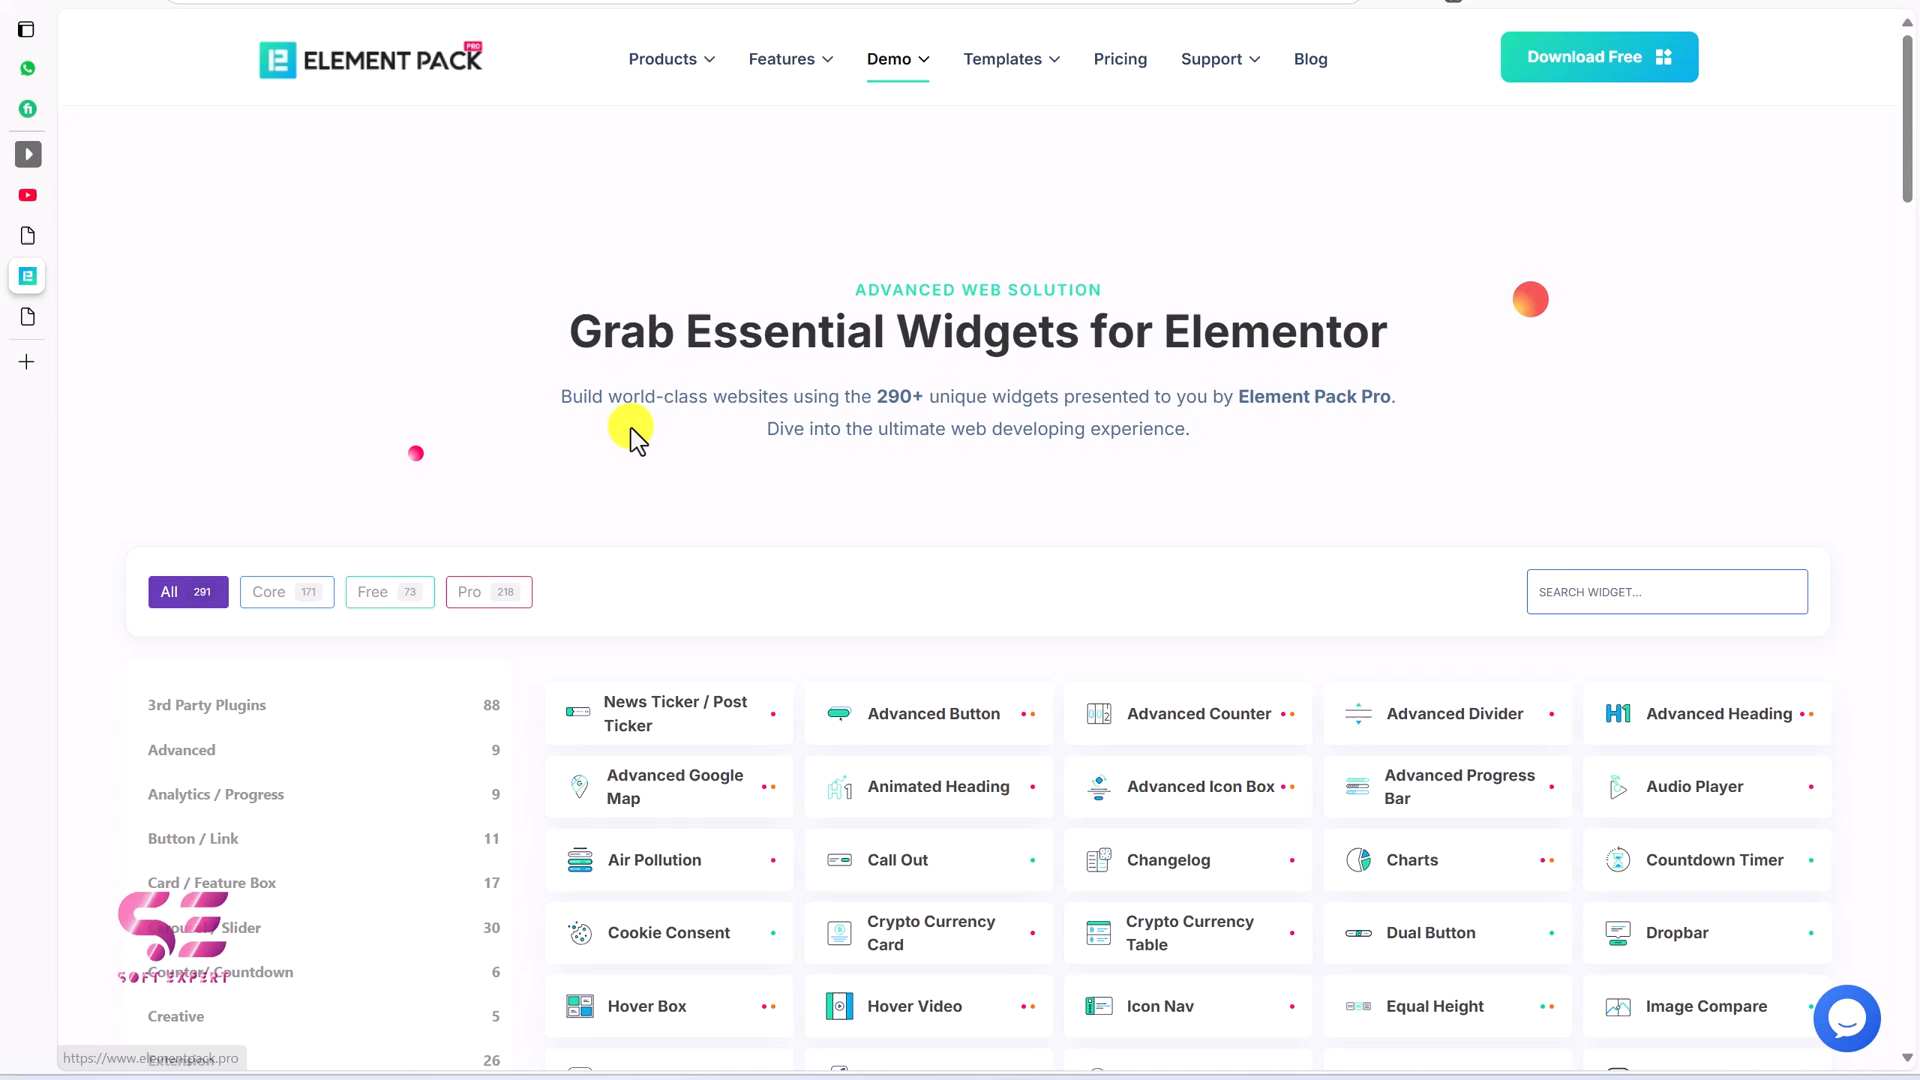 ELEMENT PACK PRO
Products
Features
Demo
Templates
Pricing
Support
Blog
Download Free
ADVANCED WEB SOLUTION
Grab Essential Widgets for Elementor
Build world-class websites using the 290+ unique widgets presented to you by Element Pack Pro.
Dive into the ultimate web developing experience.
All 291
Core 171
Free 73
Pro 218
SEARCH WIDGET...
3rd Party Plugins 88
Advanced 9
Analytics / Progress 9
Button / Link 11
Card / Feature Box 17
Carousel / Slider 30
Counter/ Countdown 6
Creative 5
Extension 26
SOFT EXPERT
https://www.elementpack.pro
News Ticker / Post
Ticker
Advanced Button
Advanced Counter
Advanced Divider
Advanced Heading
Advanced Google
Map
Animated Heading
Advanced Icon Box
Advanced Progress
Bar
Audio Player
Air Pollution
Call Out
Changelog
Charts
Countdown Timer
Cookie Consent
Crypto Currency
Card
Crypto Currency
Table
Dual Button
Dropbar
Hover Box
Hover Video
Icon Nav
Equal Height
Image Compare